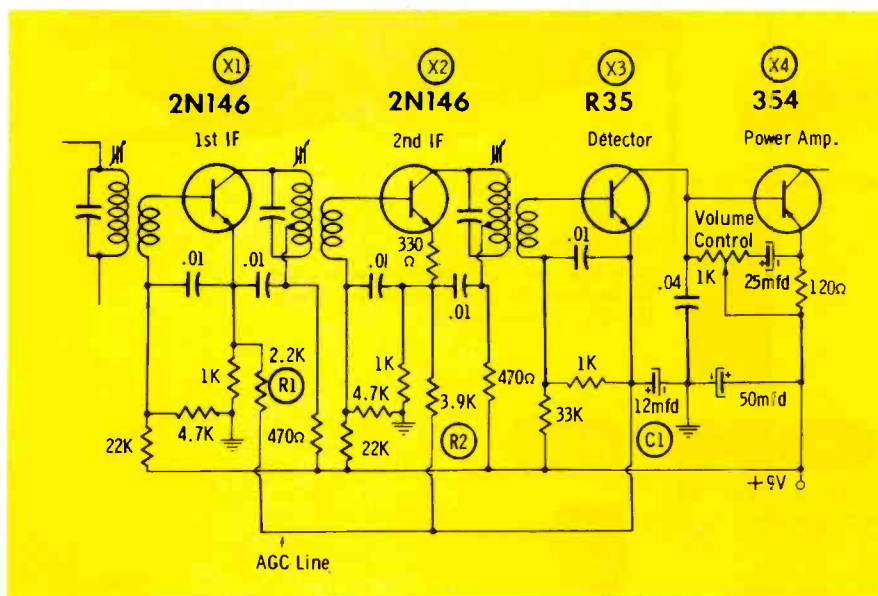 X1 X2 X3 X4
2N146 2N146 R35 354
1st IF 2nd IF Detector Power Amp.
Volume
Control
330
Ω
.01 .01 .01 .01 .01
1K 25mfd 120Ω
.04
2.2K
1K R1 1K 470Ω 1K
4.7K 3.9K 12mfd 50mfd
4.7K 33K
22K 470Ω 22K R2 C1
+9V
AGC Line